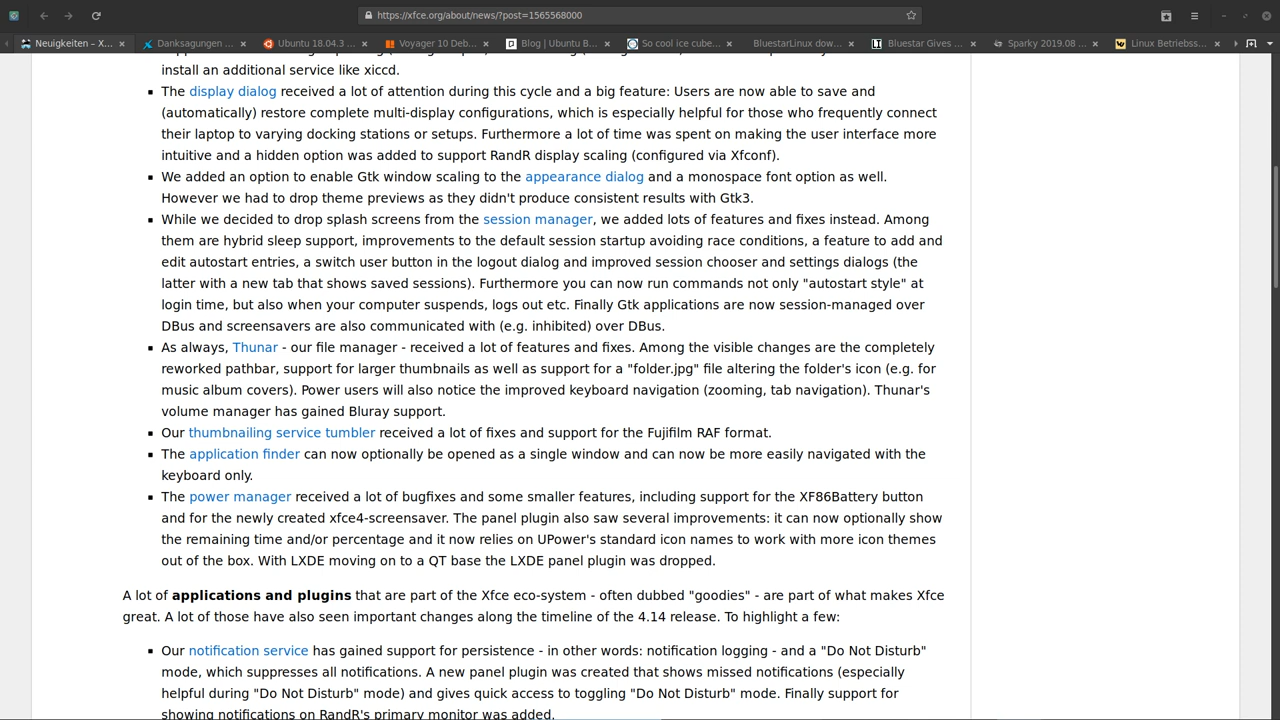 https://xfce.org/about/news/?post=1565568000
Neuigkeiten – X...
Danksagungen ...
Ubuntu 18.04.3 ...
Voyager 10 Deb...
Blog | Ubuntu B...
So cool ice cube...
BluestarLinux dow...
Bluestar Gives ...
Sparky 2019.08 ...
Linux Betriebss...
install an additional service like xiccd.
The display dialog received a lot of attention during this cycle and a big feature: Users are now able to save and
(automatically) restore complete multi-display configurations, which is especially helpful for those who frequently connect
their laptop to varying docking stations or setups. Furthermore a lot of time was spent on making the user interface more
intuitive and a hidden option was added to support RandR display scaling (configured via Xfconf).
We added an option to enable Gtk window scaling to the appearance dialog and a monospace font option as well.
However we had to drop theme previews as they didn't produce consistent results with Gtk3.
While we decided to drop splash screens from the session manager, we added lots of features and fixes instead. Among
them are hybrid sleep support, improvements to the default session startup avoiding race conditions, a feature to add and
edit autostart entries, a switch user button in the logout dialog and improved session chooser and settings dialogs (the
latter with a new tab that shows saved sessions). Furthermore you can now run commands not only "autostart style" at
login time, but also when your computer suspends, logs out etc. Finally Gtk applications are now session-managed over
DBus and screensavers are also communicated with (e.g. inhibited) over DBus.
As always, Thunar - our file manager - received a lot of features and fixes. Among the visible changes are the completely
reworked pathbar, support for larger thumbnails as well as support for a "folder.jpg" file altering the folder's icon (e.g. for
music album covers). Power users will also notice the improved keyboard navigation (zooming, tab navigation). Thunar's
volume manager has gained Bluray support.
Our thumbnailing service tumbler received a lot of fixes and support for the Fujifilm RAF format.
The application finder can now optionally be opened as a single window and can now be more easily navigated with the
keyboard only.
The power manager received a lot of bugfixes and some smaller features, including support for the XF86Battery button
and for the newly created xfce4-screensaver. The panel plugin also saw several improvements: it can now optionally show
the remaining time and/or percentage and it now relies on UPower's standard icon names to work with more icon themes
out of the box. With LXDE moving on to a QT base the LXDE panel plugin was dropped.
A lot of applications and plugins that are part of the Xfce eco-system - often dubbed "goodies" - are part of what makes Xfce
great. A lot of those have also seen important changes along the timeline of the 4.14 release. To highlight a few:
Our notification service has gained support for persistence - in other words: notification logging - and a "Do Not Disturb"
mode, which suppresses all notifications. A new panel plugin was created that shows missed notifications (especially
helpful during "Do Not Disturb" mode) and gives quick access to toggling "Do Not Disturb" mode. Finally support for
showing notifications on RandR's primary monitor was added.